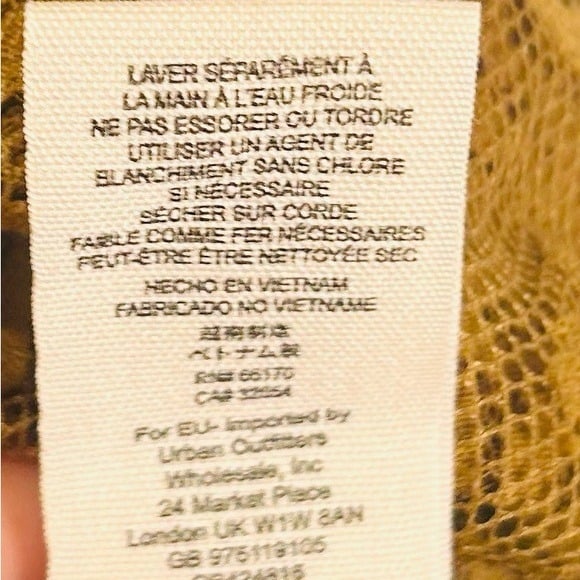 LAVER SÉPARÉMENT À
LA MAIN À L'EAU FROIDE
NE PAS ESSORER OU TORDRE
UTILISER UN AGENT DE
BLANCHIMENT SANS CHLORE
SI NÉCESSAIRE
SÉCHER SUR CORDE
FAIBLE COMME FER NÉCESSAIRES
PEUT-ÊTRE ÊTRE NETTOYÉE SEC
HECHO EN VIETNAM
FABRICADO NO VIETNAME
越南製造
ベトナム製
RN# 66170
CA# 32054
For EU- Imported by
Urban Outfitters
Wholesale, Inc
24 Market Place
London UK W1W 8AN
GB 975119105